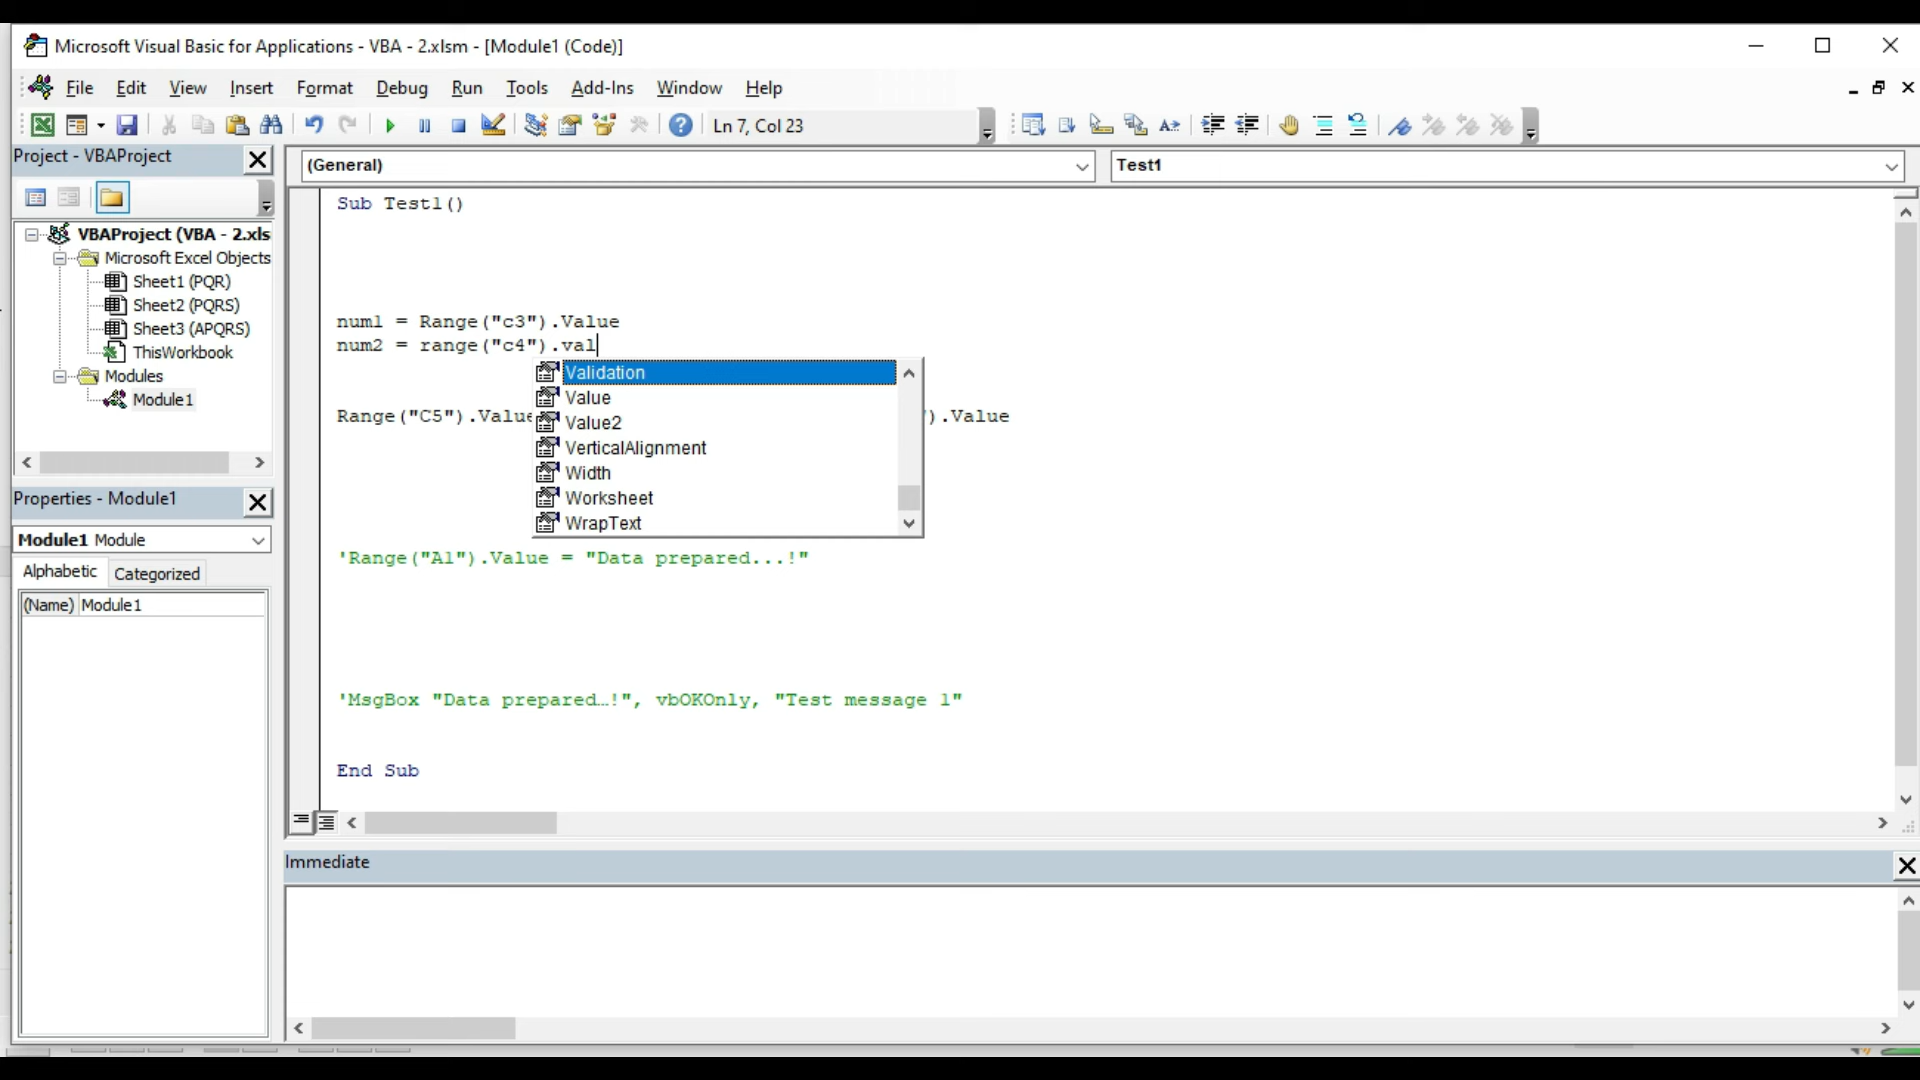 Microsoft Visual Basic for Applications - VBA - 2.xlsm - [Module1 (Code)]
File Edit View Insert Format Debug Run Tools Add-Ins Window Help
Ln 7, Col 23
Project - VBAProject
(General)
Test1
VBAProject (VBA - 2.xls
Microsoft Excel Objects
Sheet1 (PQR)
Sheet2 (PQRS)
Sheet3 (APQRS)
ThisWorkbook
Modules
Module1
Properties - Module1
Module1 Module
Alphabetic Categorized
(Name) Module1
Sub Test1()
num1 = Range("c3").Value
num2 = range("c4").val
Validation
Value
Value2
VerticalAlignment
Width
Worksheet
WrapText
Range("C5").Value ").Value
'Range("A1").Value = "Data prepared...!"
'MsgBox "Data prepared…!", vbOKOnly, "Test message 1"
End Sub
Immediate